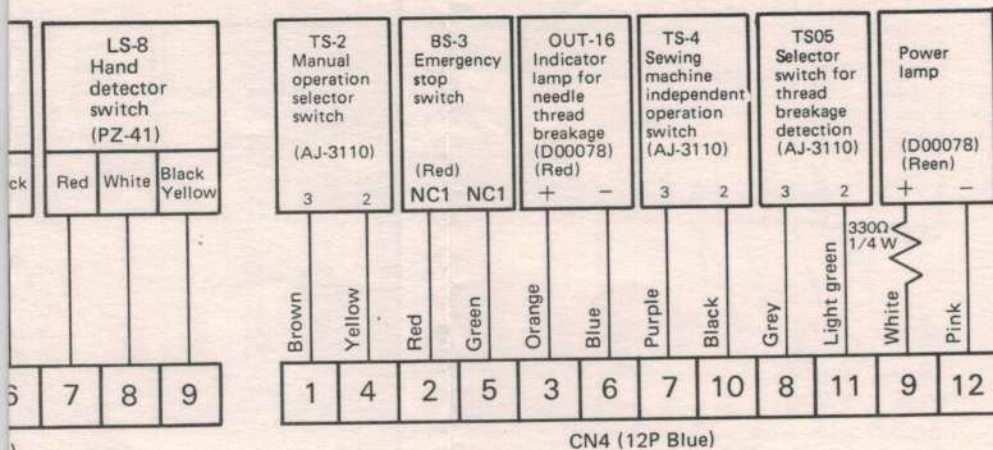 LS-8
Hand
detector
switch
(PZ-41)
ck
Red
White
Black
Yellow
TS-2
Manual
operation
selector
switch
(AJ-3110)
3 2
BS-3
Emergency
stop
switch
(Red)
NC1 NC1
OUT-16
Indicator
lamp for
needle
thread
breakage
(D00078)
(Red)
+ −
TS-4
Sewing
machine
independent
operation
switch
(AJ-3110)
3 2
TS05
Selector
switch for
thread
breakage
detection
(AJ-3110)
3 2
Power
lamp
(D00078)
(Reen)
+ −
330Ω
1/4 W
Brown
Yellow
Red
Green
Orange
Blue
Purple
Black
Grey
Light green
White
Pink
6 7 8 9
1 4 2 5 3 6 7 10 8 11 9 12
)
CN4 (12P Blue)